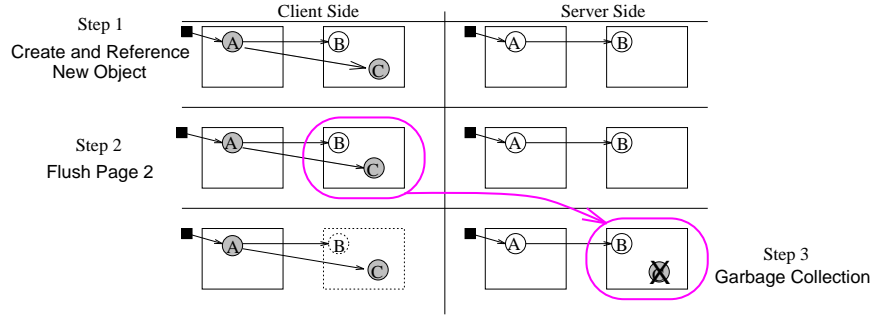 Client Side
Server Side
Step 1
Create and Reference
New Object
A
B
C
A
B
Step 2
Flush Page 2
A
B
C
A
B
A
B
C
A
B
X
Step 3
Garbage Collection